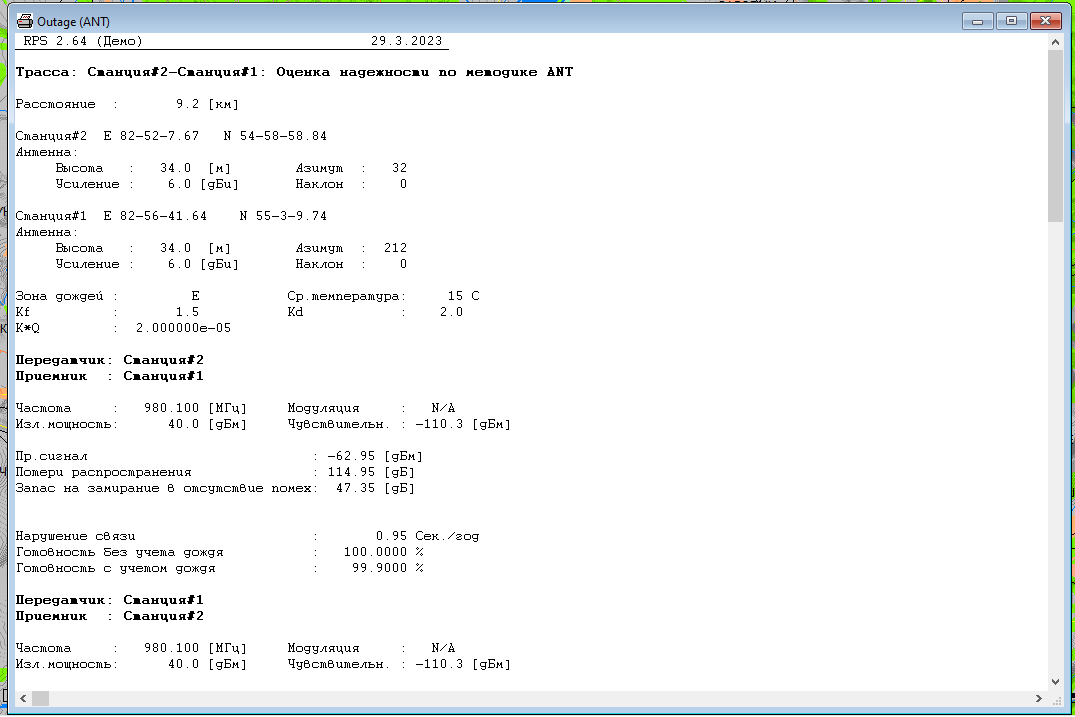 Outage (ANT)
RPS 2.64 (Демо) 29.3.2023
Трасса: Станция#2-Станция#1: Оценка надежности по методике ANT
Расстояние : 9.2 [км]
Станция#2 E 82-52-7.67 N 54-58-58.84
Антенна:
Высота : 34.0 [м] Азимут : 32
Усиление : 6.0 [дБи] Наклон : 0
Станция#1 E 82-56-41.64 N 55-3-9.74
Антенна:
Высота : 34.0 [м] Азимут : 212
Усиление : 6.0 [дБи] Наклон : 0
Зона дождей : E Ср.температура: 15 C
Kf : 1.5 Kd : 2.0
K*Q : 2.000000e-05
Передатчик: Станция#2
Приемник : Станция#1
Частота : 980.100 [МГц] Модуляция : N/A
Изл.мощность: 40.0 [дБм] Чувствительн. : -110.3 [дБм]
Пр.сигнал : -62.95 [дБм]
Потери распространения : 114.95 [дБ]
Запас на замирание в отсутствие помех: 47.35 [дБ]
Нарушение связи : 0.95 Сек./год
Готовность без учета дождя : 100.0000 %
Готовность с учетом дождя : 99.9000 %
Передатчик: Станция#1
Приемник : Станция#2
Частота : 980.100 [МГц] Модуляция : N/A
Изл.мощность: 40.0 [дБм] Чувствительн. : -110.3 [дБм]